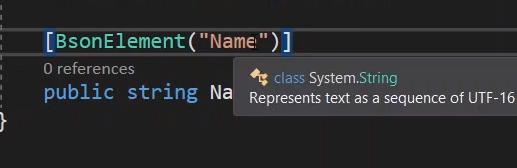 [BsonElement("Name")]
0 references
public string Na
class System.String
Represents text as a sequence of UTF-16
}